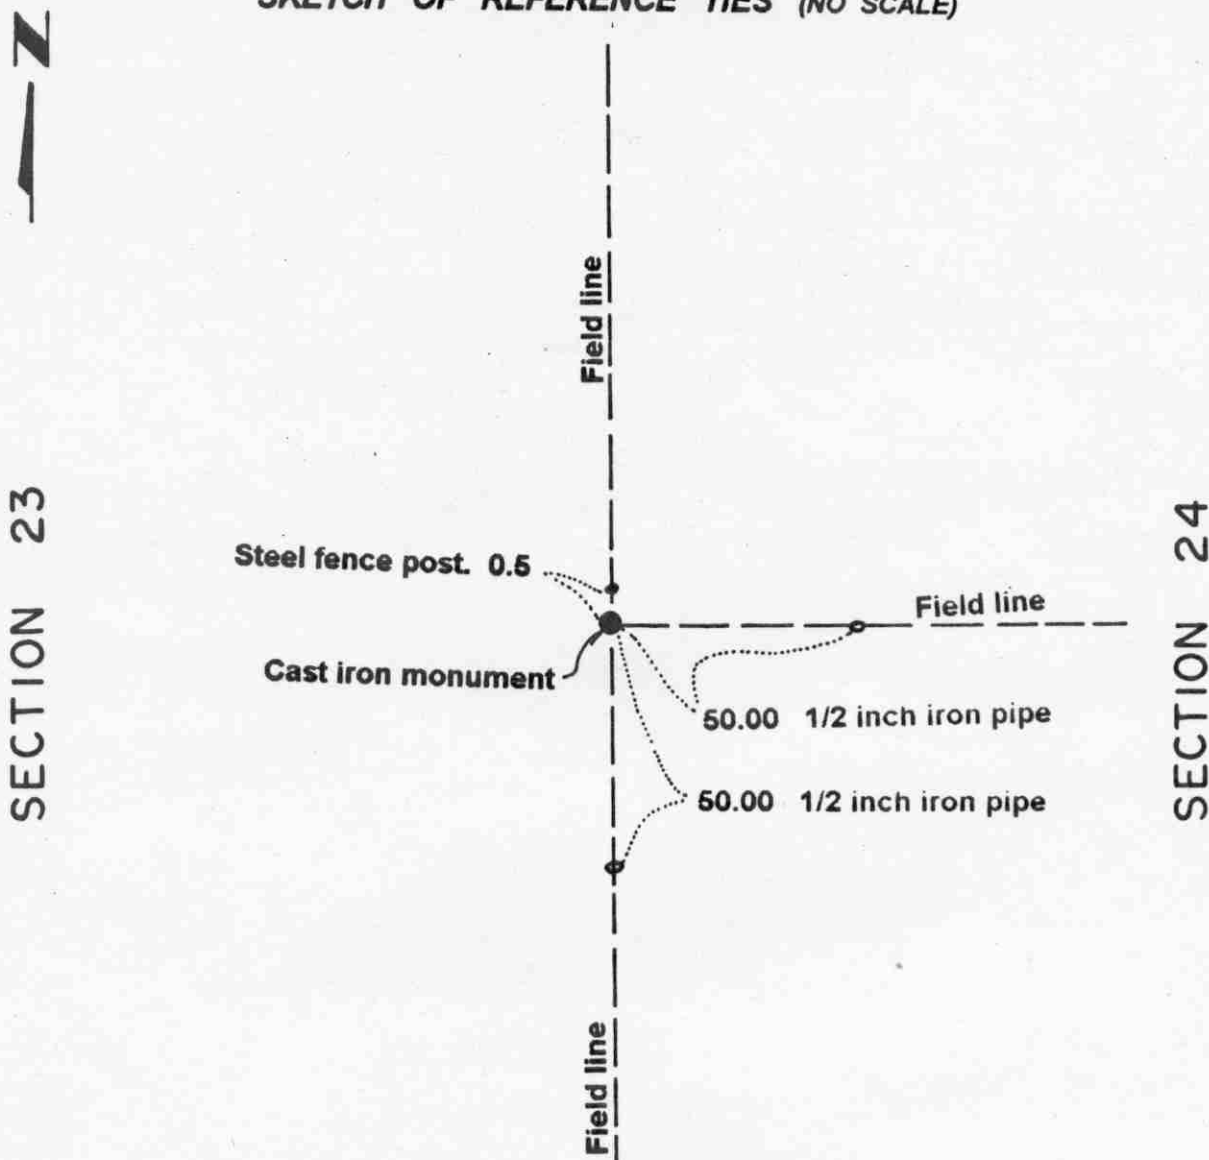 SKETCH OF REFERENCE TIES (NO SCALE)
N
Field line
SECTION 23
SECTION 24
Steel fence post. 0.5
Field line
Cast iron monument
50.00 1/2 inch iron pipe
50.00 1/2 inch iron pipe
Field line